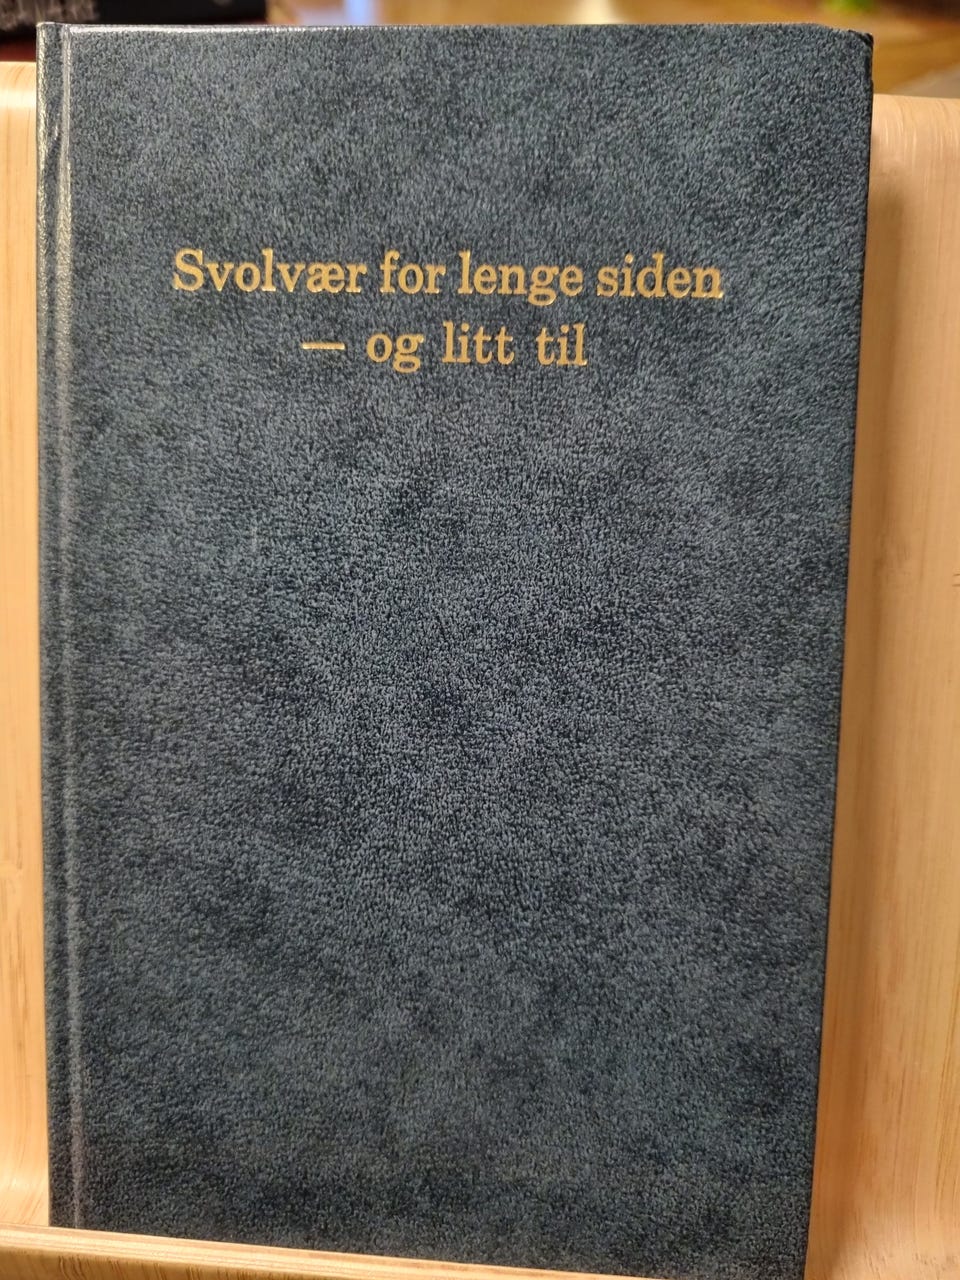 Svolvær for lenge siden
— og litt til